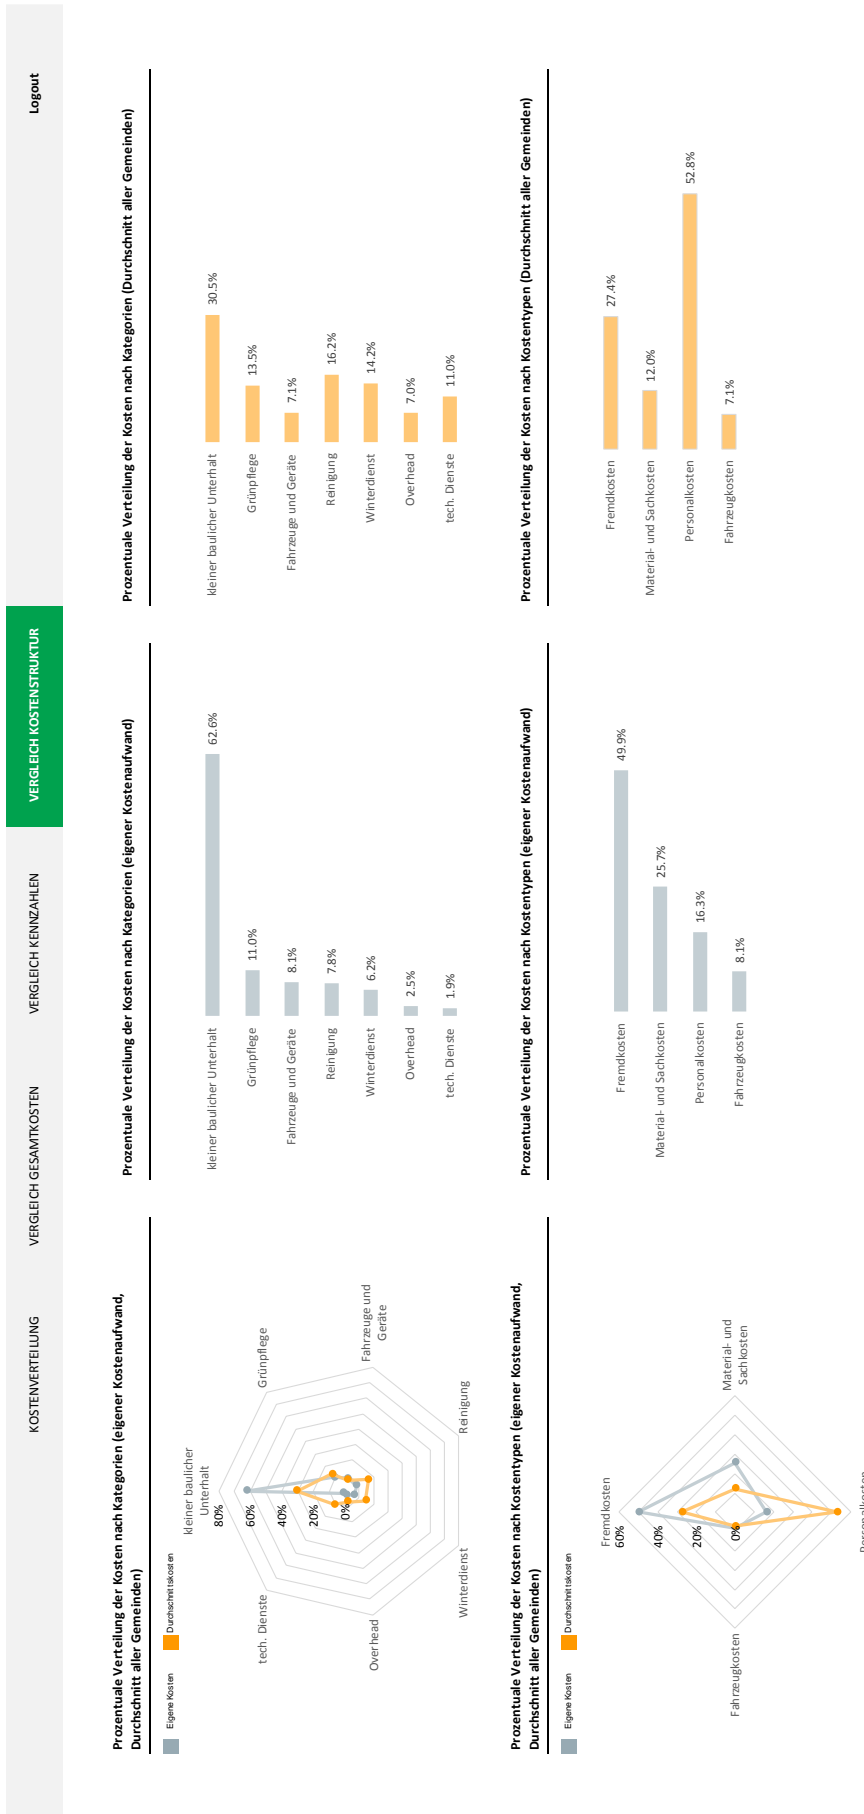 KOSTENVERTEILUNG
VERGLEICH GESAMTKOSTEN
VERGLEICH KENNZAHLEN
VERGLEICH KOSTENSTRUKTUR
Logout
Prozentuale Verteilung der Kosten nach Kategorien (eigener Kostenaufwand,
Durchschnitt aller Gemeinden)
Eigene Kosten
Durchschnittskosten
kleiner baulicher
Unterhalt
Grünpflege
Fahrzeuge und
Geräte
Reinigung
Winterdienst
Overhead
tech. Dienste
80%
60%
40%
20%
0%
Prozentuale Verteilung der Kosten nach Kategorien (eigener Kostenaufwand)
kleiner baulicher Unterhalt 62.6%
Grünpflege 11.0%
Fahrzeuge und Geräte 8.1%
Reinigung 7.8%
Winterdienst 6.2%
Overhead 2.5%
tech. Dienste 1.9%
Prozentuale Verteilung der Kosten nach Kategorien (Durchschnitt aller Gemeinden)
kleiner baulicher Unterhalt 30.5%
Grünpflege 13.5%
Fahrzeuge und Geräte 7.1%
Reinigung 16.2%
Winterdienst 14.2%
Overhead 7.0%
tech. Dienste 11.0%
Prozentuale Verteilung der Kosten nach Kostentypen (eigener Kostenaufwand,
Durchschnitt aller Gemeinden)
Eigene Kosten
Durchschnittskosten
Fremdkosten
60%
40%
20%
0%
Material- und
Sachkosten
Fahrzeugkosten
Personalkosten
Prozentuale Verteilung der Kosten nach Kostentypen (eigener Kostenaufwand)
Fremdkosten 49.9%
Material- und Sachkosten 25.7%
Personalkosten 16.3%
Fahrzeugkosten 8.1%
Prozentuale Verteilung der Kosten nach Kostentypen (Durchschnitt aller Gemeinden)
Fremdkosten 27.4%
Material- und Sachkosten 12.0%
Personalkosten 52.8%
Fahrzeugkosten 7.1%